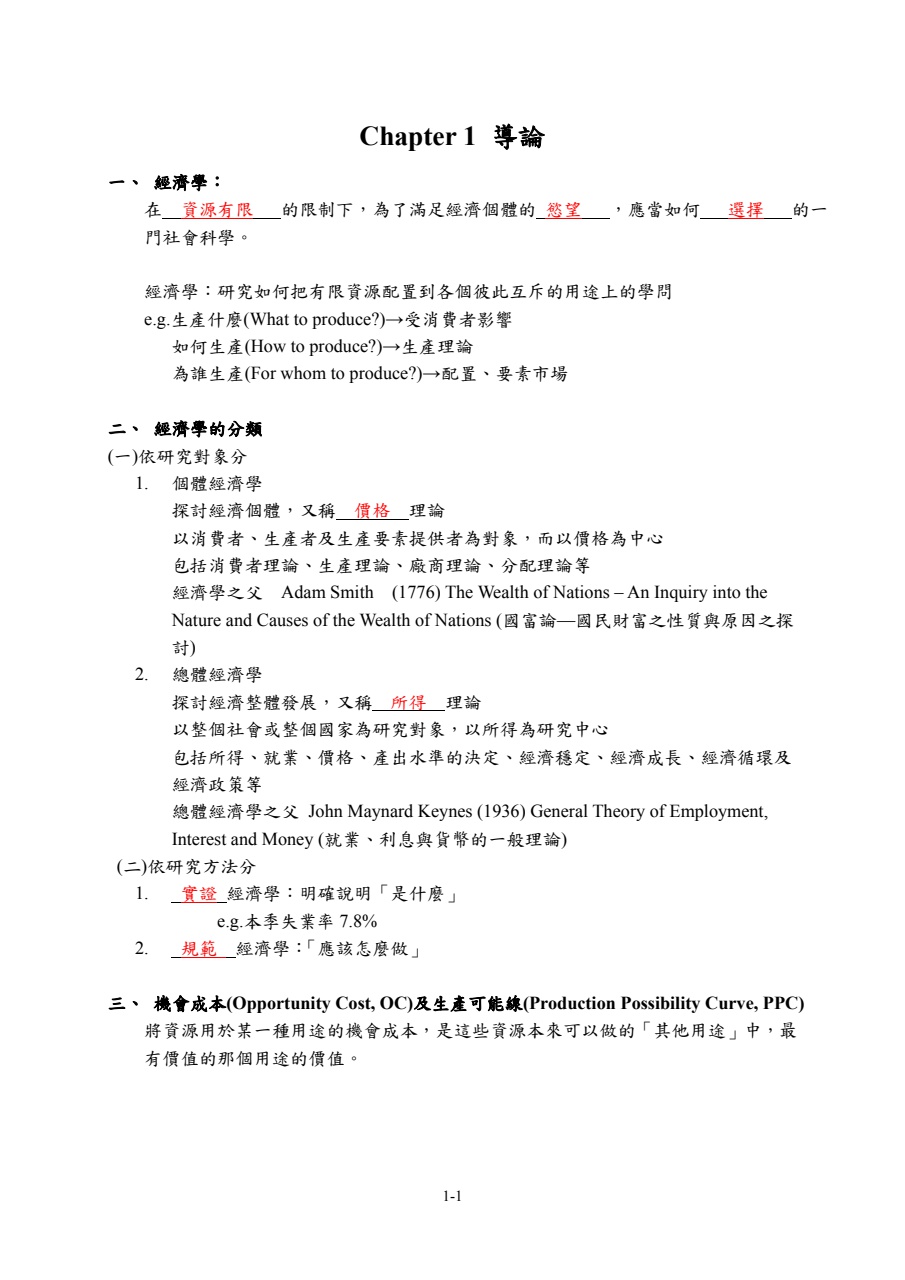 Chapter 1 導論
一、 經濟學：
在 資源有限 的限制下，為了滿足經濟個體的 慾望 ，應當如何 選擇 的一
門社會科學。
經濟學：研究如何把有限資源配置到各個彼此互斥的用途上的學問
e.g.生產什麼(What to produce?)→受消費者影響
如何生產(How to produce?)→生產理論
為誰生產(For whom to produce?)→配置、要素市場
二、 經濟學的分類
(一)依研究對象分
1. 個體經濟學
探討經濟個體，又稱 價格 理論
以消費者、生產者及生產要素提供者為對象，而以價格為中心
包括消費者理論、生產理論、廠商理論、分配理論等
經濟學之父 Adam Smith (1776) The Wealth of Nations – An Inquiry into the
Nature and Causes of the Wealth of Nations (國富論—國民財富之性質與原因之探
討)
2. 總體經濟學
探討經濟整體發展，又稱 所得 理論
以整個社會或整個國家為研究對象，以所得為研究中心
包括所得、就業、價格、產出水準的決定、經濟穩定、經濟成長、經濟循環及
經濟政策等
總體經濟學之父 John Maynard Keynes (1936) General Theory of Employment,
Interest and Money (就業、利息與貨幣的一般理論)
(二)依研究方法分
1. 實證 經濟學：明確說明「是什麼」
e.g.本季失業率 7.8%
2. 規範 經濟學：「應該怎麼做」
三、 機會成本(Opportunity Cost, OC)及生產可能線(Production Possibility Curve, PPC)
將資源用於某一種用途的機會成本，是這些資源本來可以做的「其他用途」中，最
有價值的那個用途的價值。
1-1